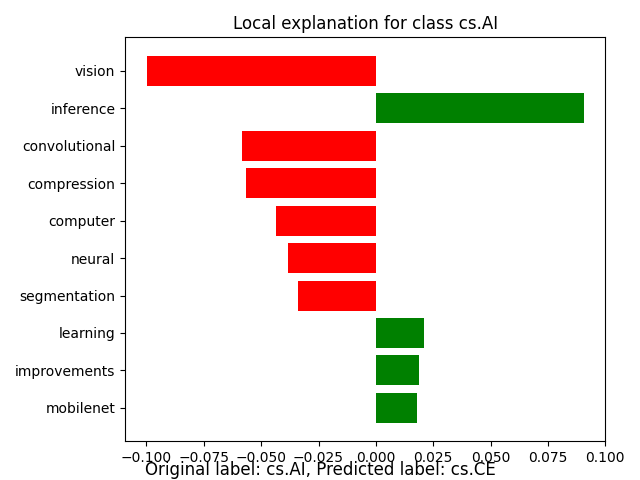 Local explanation for class cs.AI
vision
inference
convolutional
compression
computer
neural
segmentation
learning
improvements
mobilenet
−0.100 −0.075 −0.050 −0.025 0.000 0.025 0.050 0.075 0.100
Original label: cs.AI, Predicted label: cs.CE